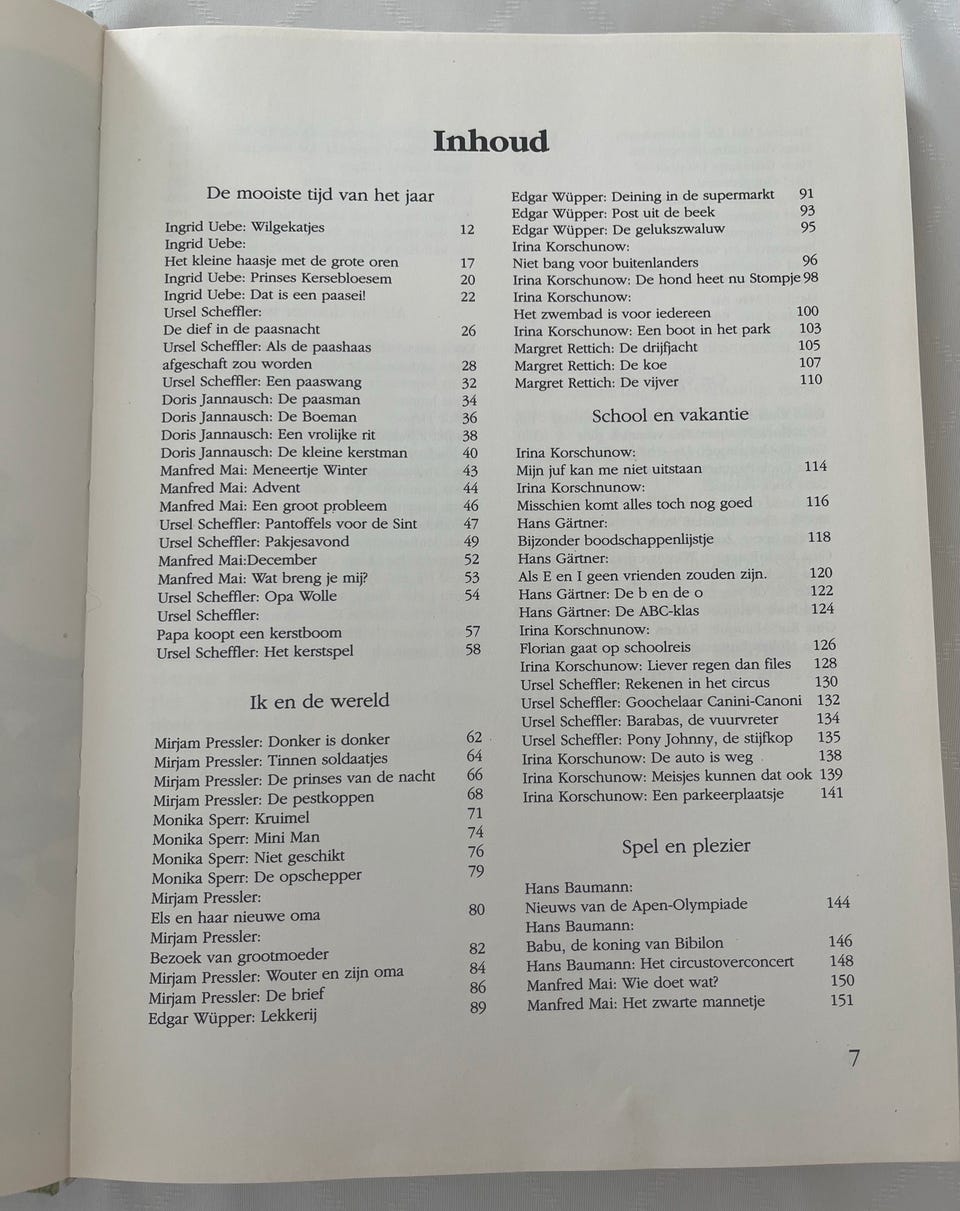 Inhoud
De mooiste tijd van het jaar
Ingrid Uebe: Wilgekatjes 12
Ingrid Uebe:
Het kleine haasje met de grote oren 17
Ingrid Uebe: Prinses Kersebloesem 20
Ingrid Uebe: Dat is een paasei! 22
Ursel Scheffler:
De dief in de paasnacht 26
Ursel Scheffler: Als de paashaas
afgeschaft zou worden 28
Ursel Scheffler: Een paaswang 32
Doris Jannausch: De paasman 34
Doris Jannausch: De Boeman 36
Doris Jannausch: Een vrolijke rit 38
Doris Jannausch: De kleine kerstman 40
Manfred Mai: Meneertje Winter 43
Manfred Mai: Advent 44
Manfred Mai: Een groot probleem 46
Ursel Scheffler: Pantoffels voor de Sint 47
Ursel Scheffler: Pakjesavond 49
Manfred Mai:December 52
Manfred Mai: Wat breng je mij? 53
Ursel Scheffler: Opa Wolle 54
Ursel Scheffler:
Papa koopt een kerstboom 57
Ursel Scheffler: Het kerstspel 58
Ik en de wereld
Mirjam Pressler: Donker is donker 62
Mirjam Pressler: Tinnen soldaatjes 64
Mirjam Pressler: De prinses van de nacht 66
Mirjam Pressler: De pestkoppen 68
Monika Sperr: Kruimel 71
Monika Sperr: Mini Man 74
Monika Sperr: Niet geschikt 76
Monika Sperr: De opschepper 79
Mirjam Pressler:
Els en haar nieuwe oma 80
Mirjam Pressler:
Bezoek van grootmoeder 82
Mirjam Pressler: Wouter en zijn oma 84
Mirjam Pressler: De brief 86
Edgar Wüpper: Lekkerij 89
Edgar Wüpper: Deining in de supermarkt 91
Edgar Wüpper: Post uit de beek 93
Edgar Wüpper: De gelukszwaluw 95
Irina Korschunow:
Niet bang voor buitenlanders 96
Irina Korschunow: De hond heet nu Stompje 98
Irina Korschunow:
Het zwembad is voor iedereen 100
Irina Korschunow: Een boot in het park 103
Margret Rettich: De drijfjacht 105
Margret Rettich: De koe 107
Margret Rettich: De vijver 110
School en vakantie
Irina Korschunow:
Mijn juf kan me niet uitstaan 114
Irina Korschnunow:
Misschien komt alles toch nog goed 116
Hans Gärtner:
Bijzonder boodschappenlijstje 118
Hans Gärtner:
Als E en I geen vrienden zouden zijn. 120
Hans Gärtner: De b en de o 122
Hans Gärtner: De ABC-klas 124
Irina Korschnunow:
Florian gaat op schoolreis 126
Irina Korschunow: Liever regen dan files 128
Ursel Scheffler: Rekenen in het circus 130
Ursel Scheffler: Goochelaar Canini-Canoni 132
Ursel Scheffler: Barabas, de vuurvreter 134
Ursel Scheffler: Pony Johnny, de stijfkop 135
Irina Korschunow: De auto is weg 138
Irina Korschunow: Meisjes kunnen dat ook 139
Irina Korschunow: Een parkeerplaatsje 141
Spel en plezier
Hans Baumann:
Nieuws van de Apen-Olympiade 144
Hans Baumann:
Babu, de koning van Bibilon 146
Hans Baumann: Het circustoverconcert 148
Manfred Mai: Wie doet wat? 150
Manfred Mai: Het zwarte mannetje 151
7